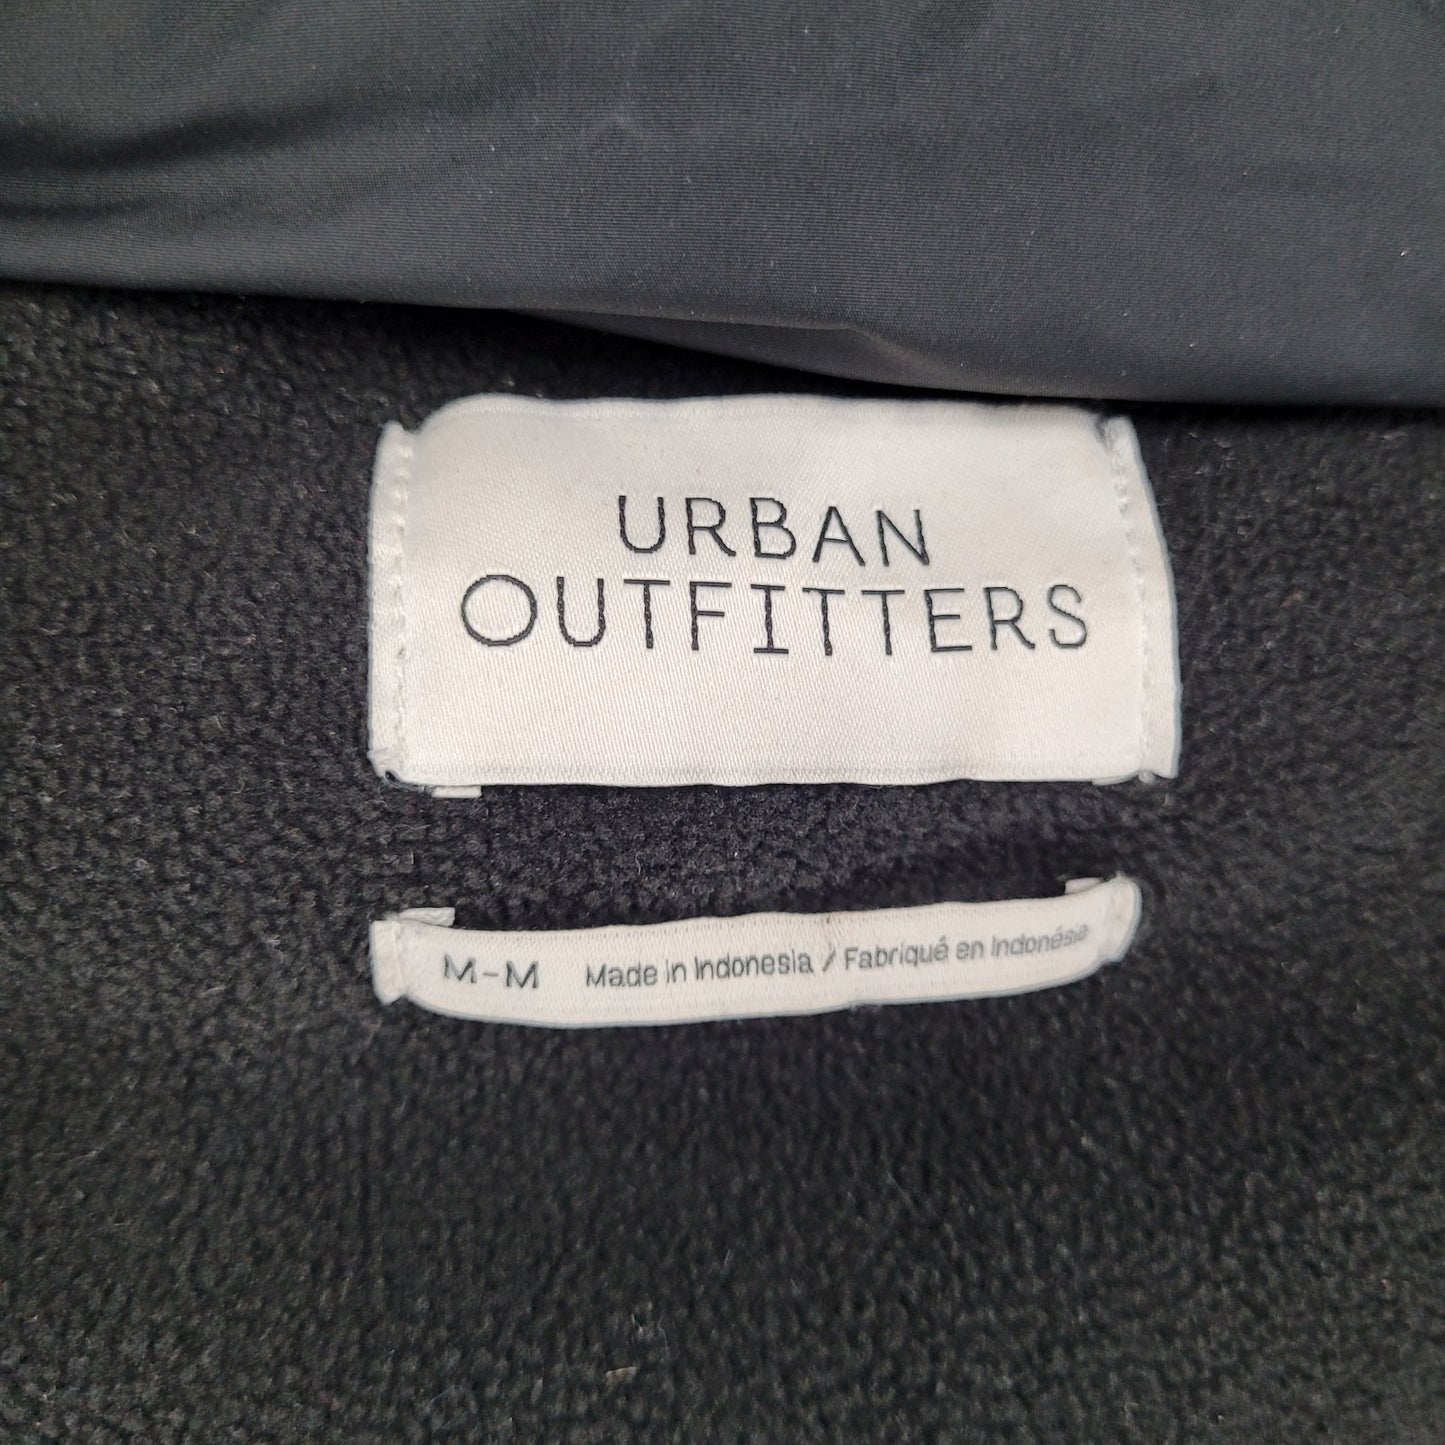 URBAN
OUTFITTERS
M-M Made in Indonesia / Fabriqué en Indonésie